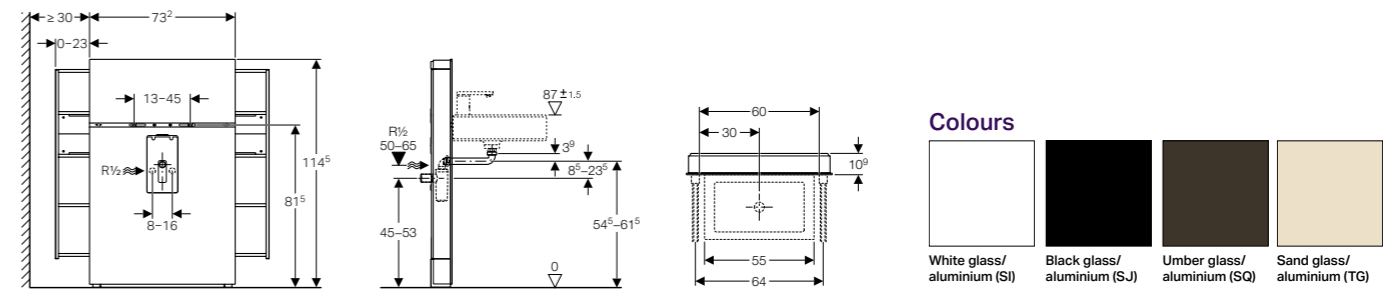 ≥ 30
73²
0–23
13–45
R½
8–16
114⁵
81⁵
87 ± 1.5
R½
50–65
3⁹
8⁵–23⁵
45–53
54⁵–61⁵
0
60
30
10⁹
55
64
Colours
White glass/
aluminium (SI)
Black glass/
aluminium (SJ)
Umber glass/
aluminium (SQ)
Sand glass/
aluminium (TG)